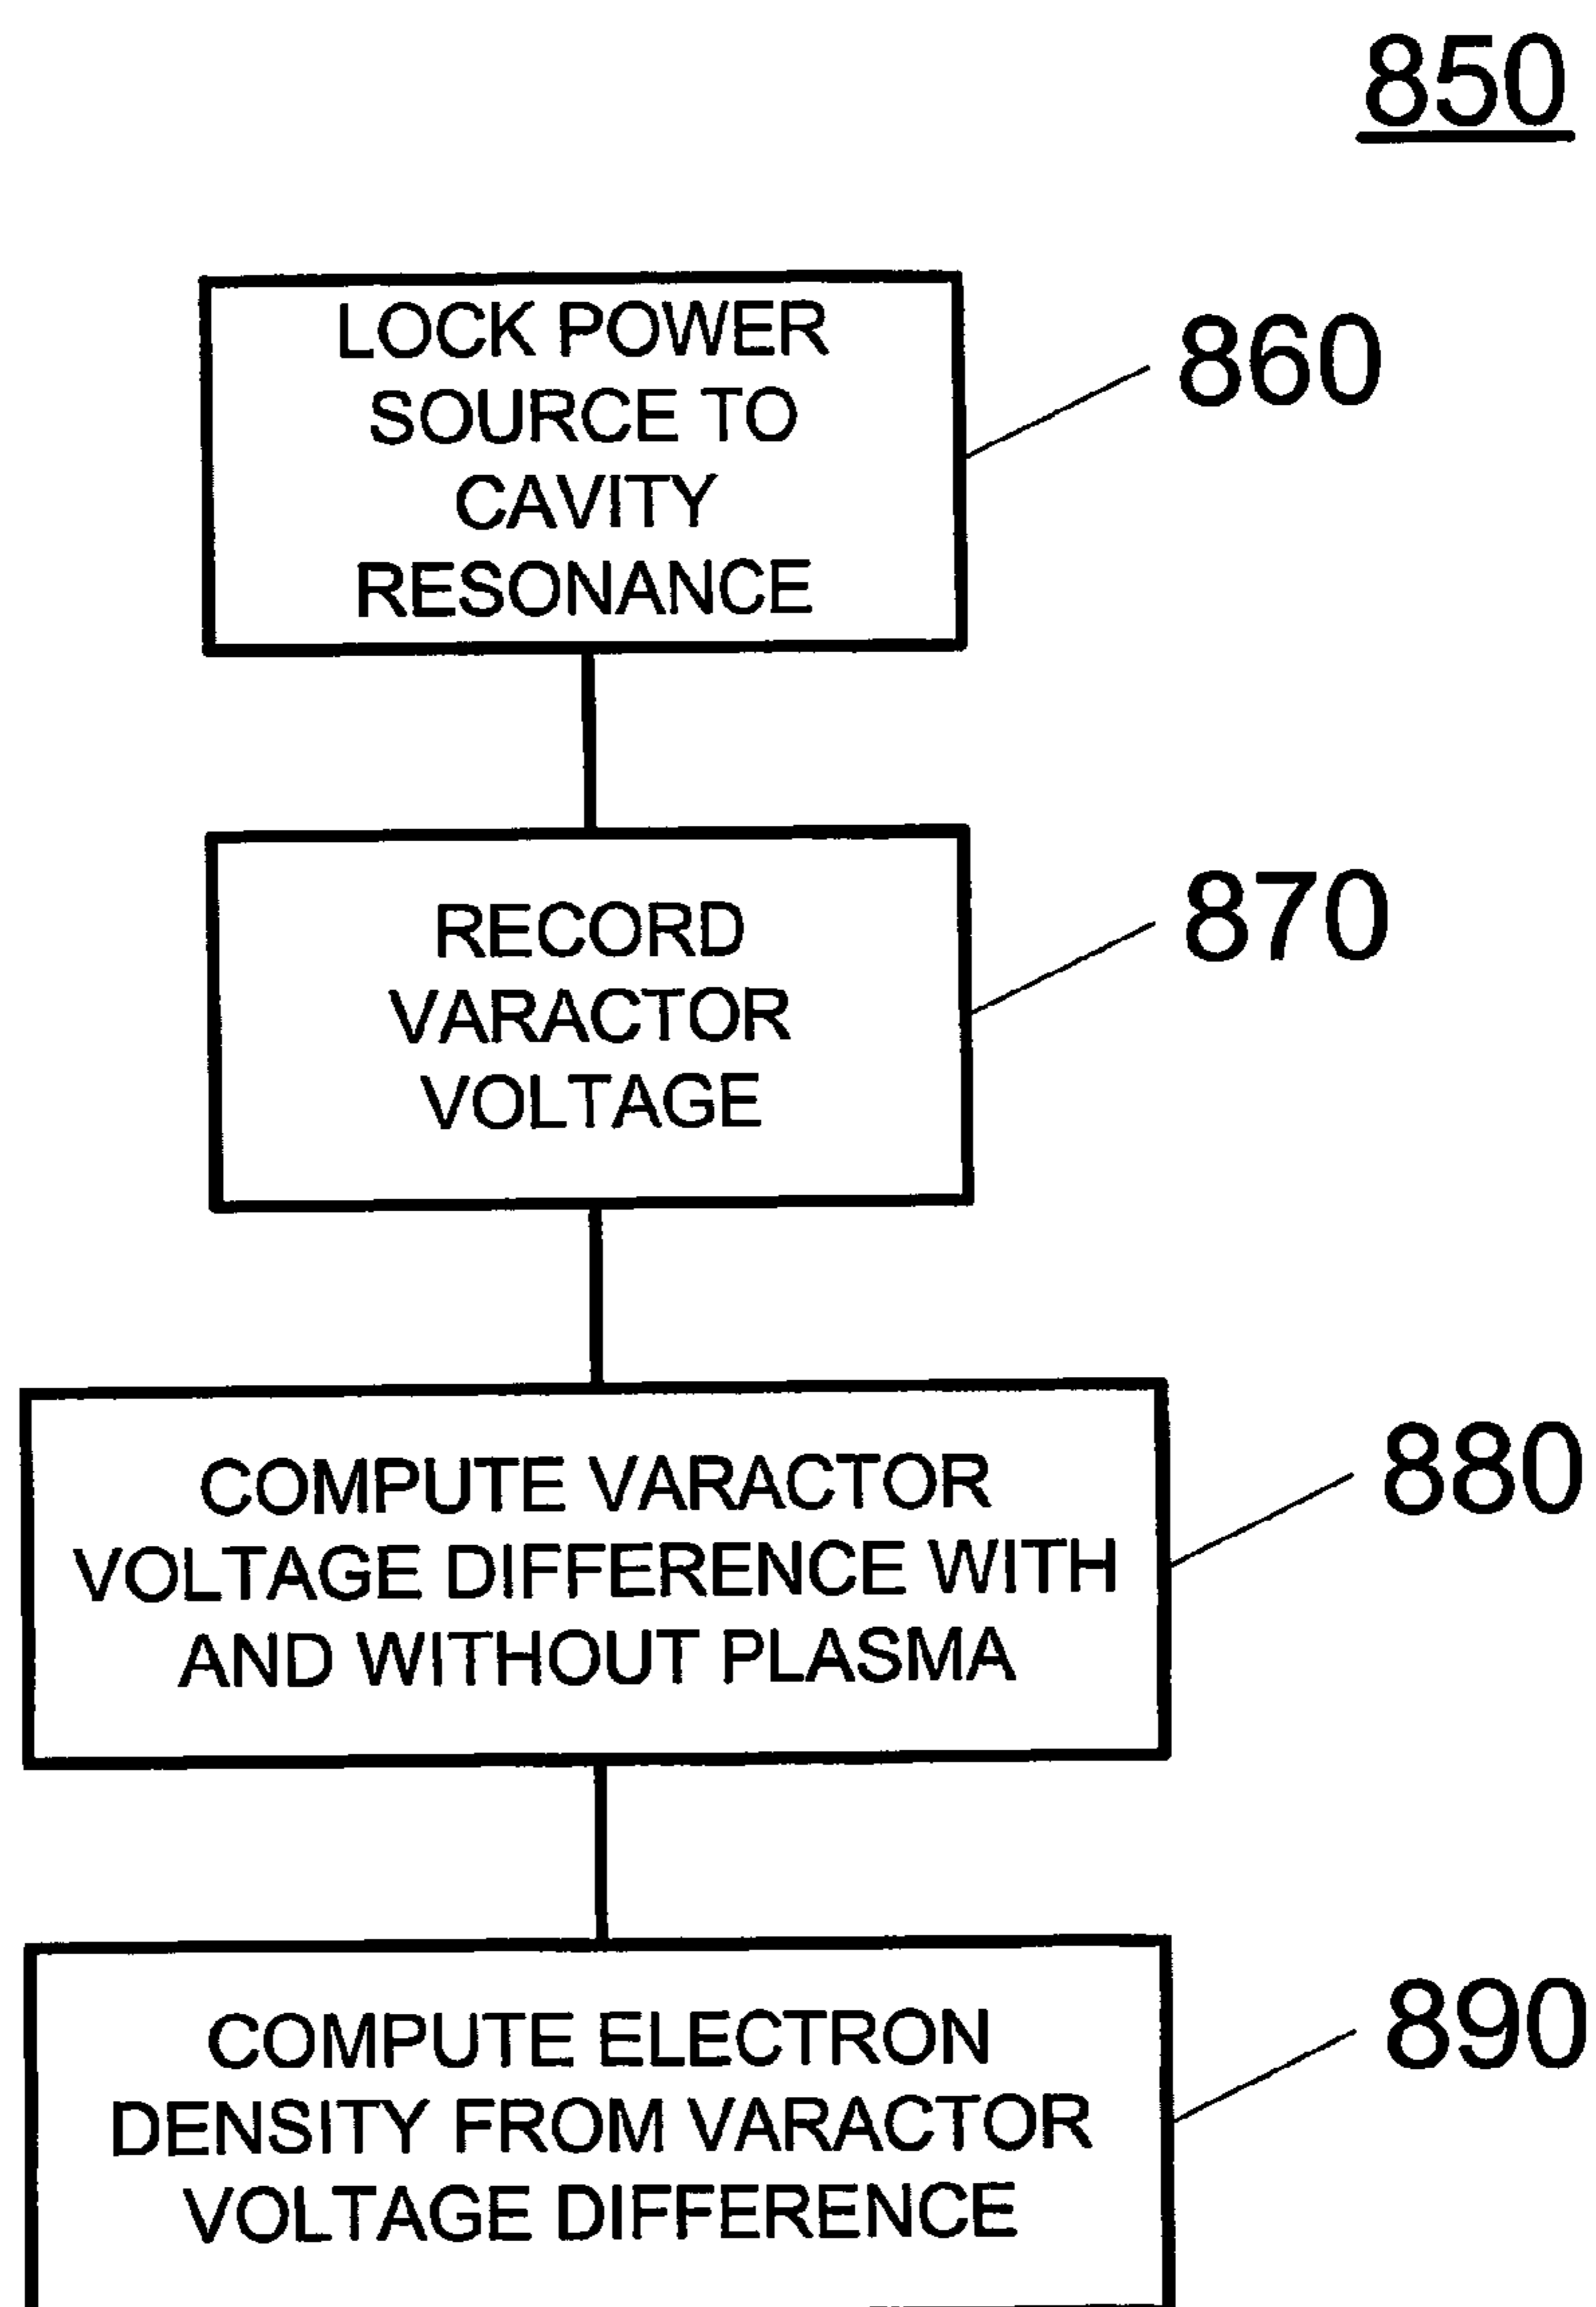 850
LOCK POWER
SOURCE TO
CAVITY
RESONANCE
860
RECORD
VARACTOR
VOLTAGE
870
COMPUTE VARACTOR
VOLTAGE DIFFERENCE WITH
AND WITHOUT PLASMA
880
COMPUTE ELECTRON
DENSITY FROM VARACTOR
VOLTAGE DIFFERENCE
890